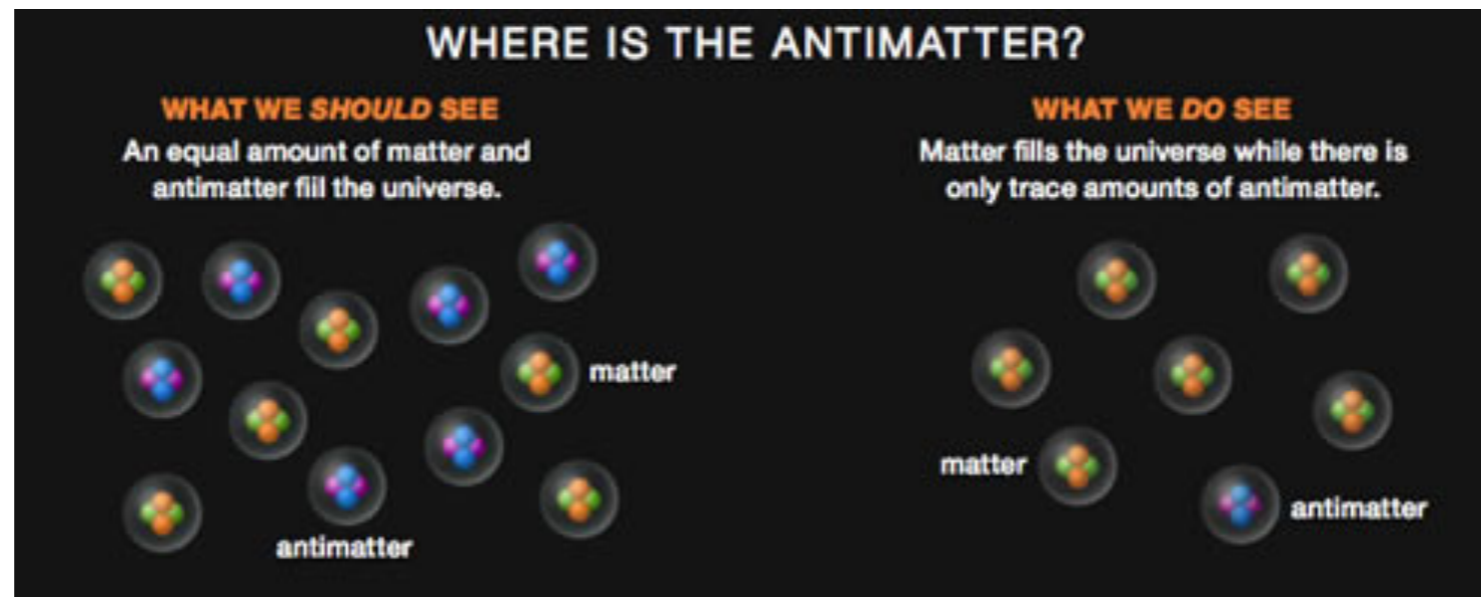 WHERE IS THE ANTIMATTER?
WHAT WE SHOULD SEE
An equal amount of matter and
antimatter fiill the universe.
matter
antimatter
WHAT WE DO SEE
Matter fills the universe while there is
only trace amounts of antimatter.
matter
antimatter